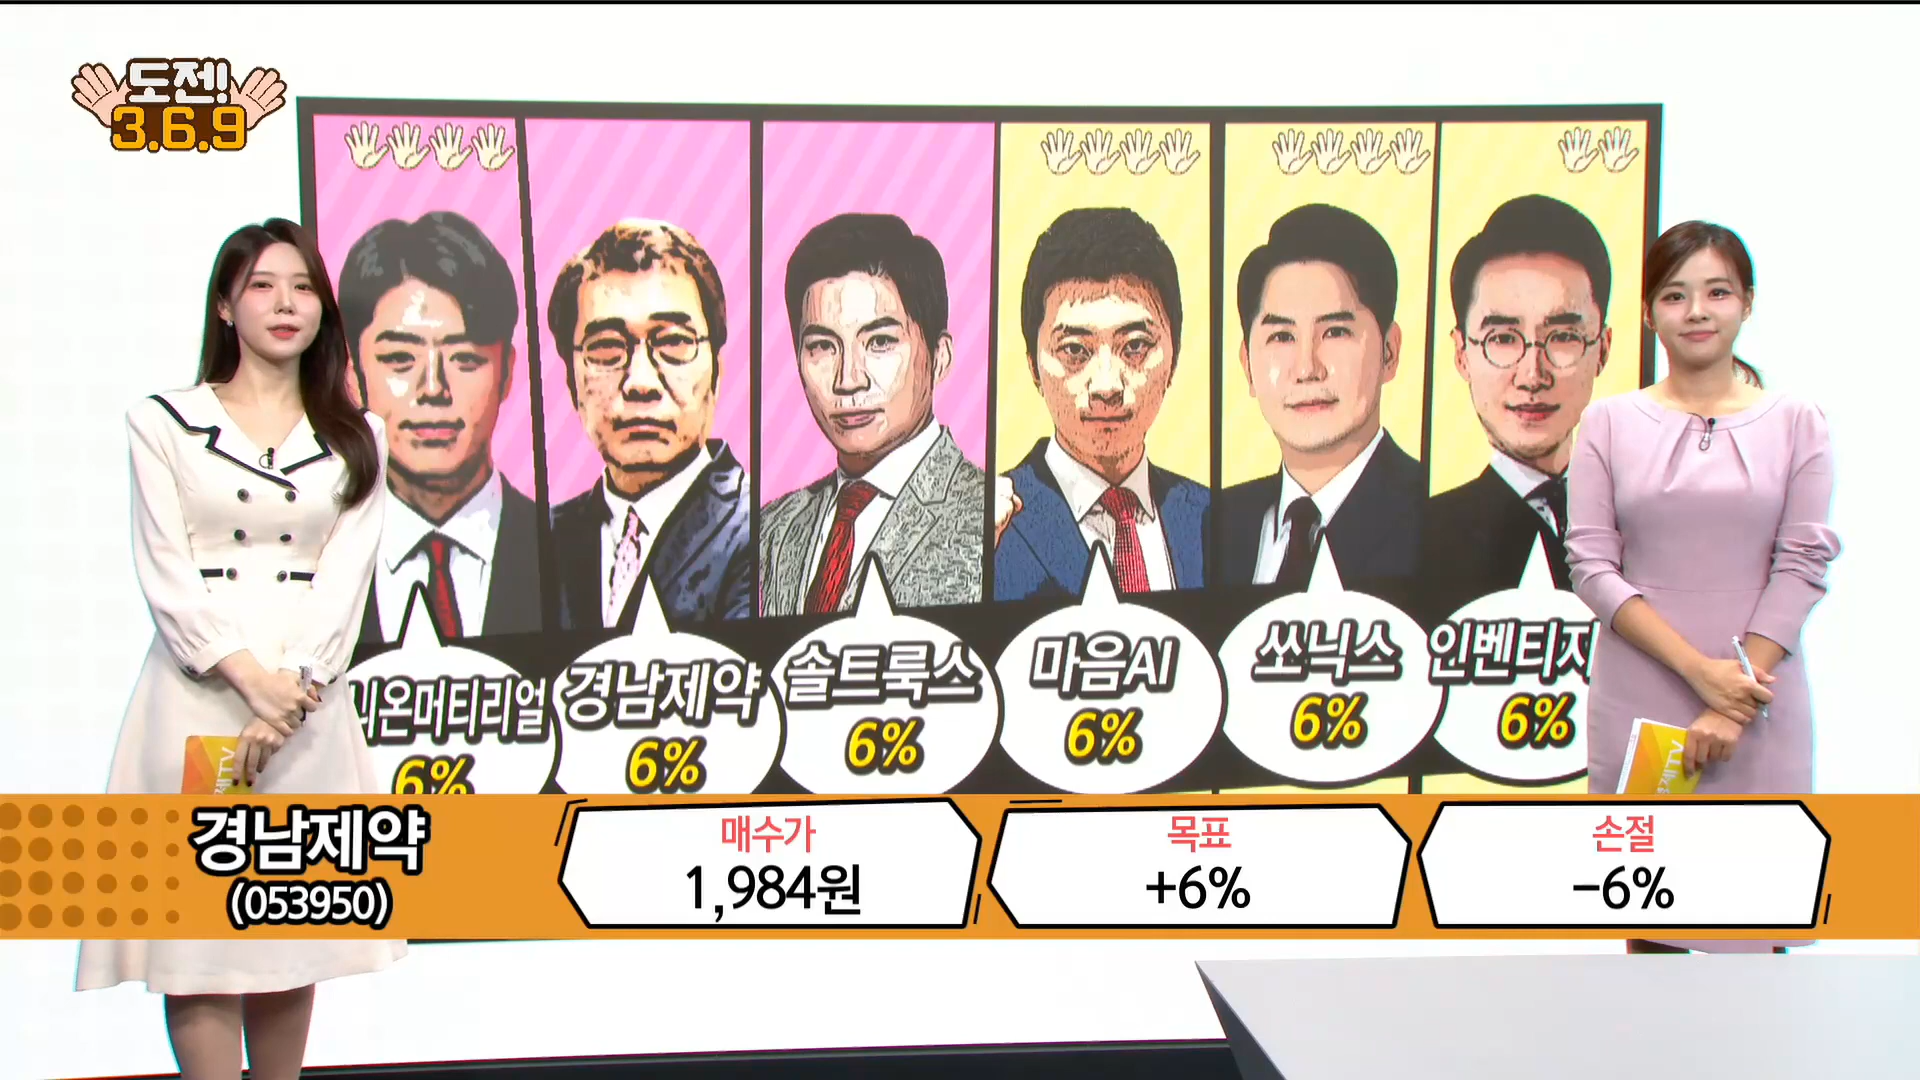 도전!
3.6.9
니온머티리얼
6%
경남제약
6%
솔트룩스
6%
마음AI
6%
쏘닉스
6%
인벤티지
6%
경남제약
(053950)
매수가
1,984원
목표
+6%
손절
-6%